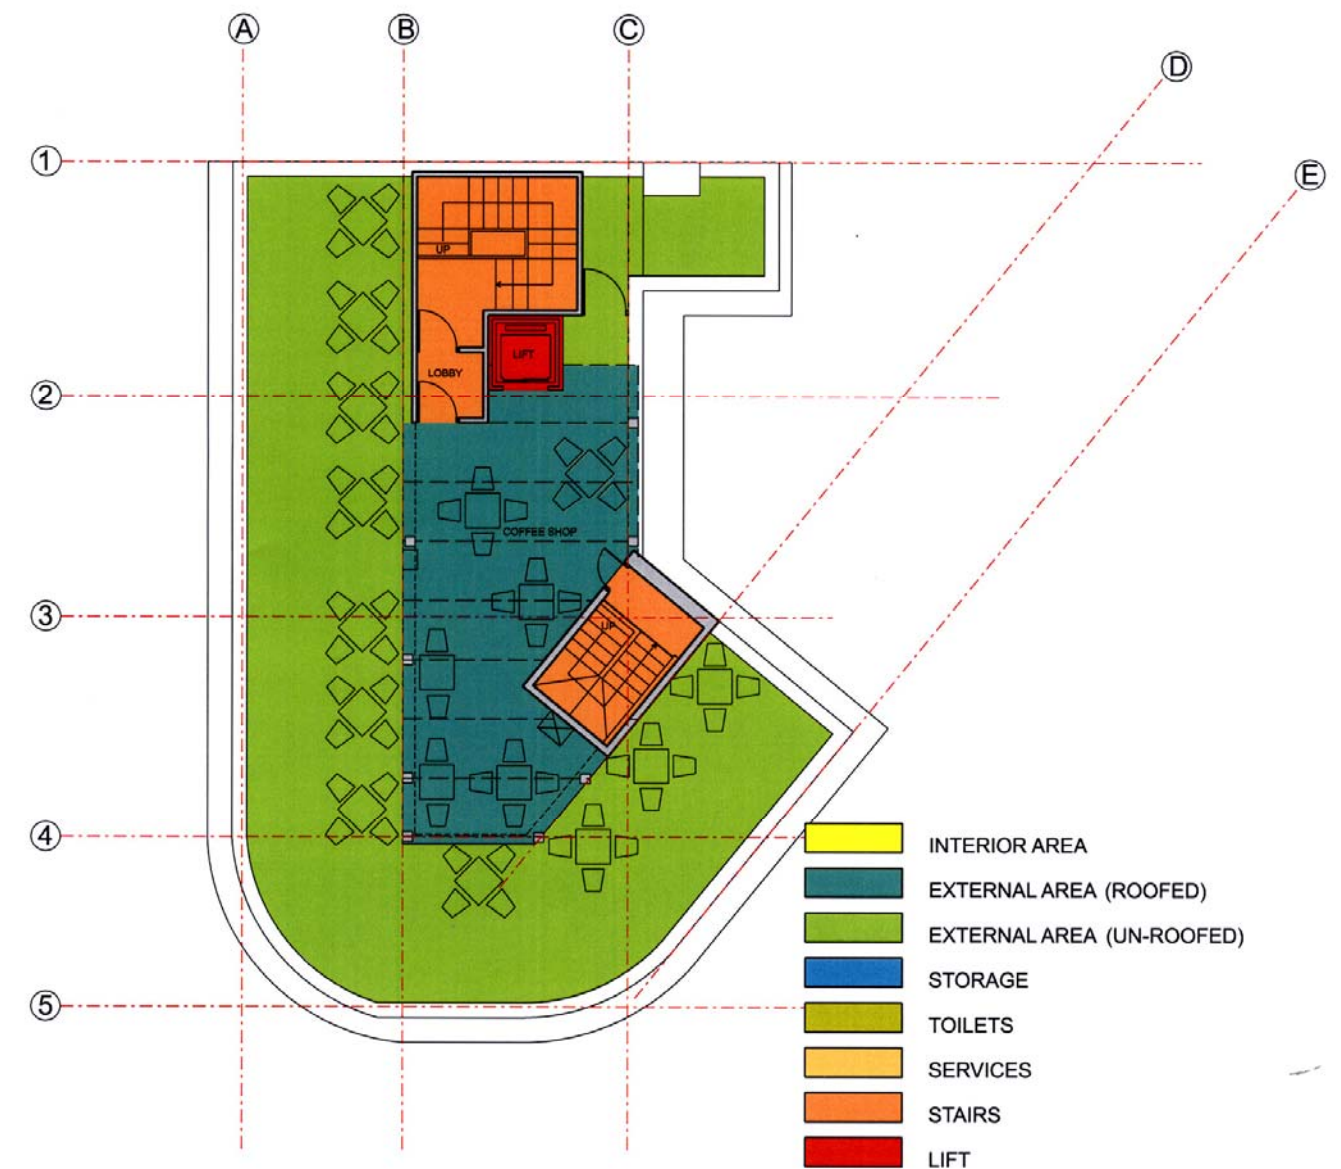 A
B
C
D
1
E
UP
LIFT
LOBBY
2
COFFEE SHOP
3
UP
4
5
INTERIOR AREA
EXTERNAL AREA (ROOFED)
EXTERNAL AREA (UN-ROOFED)
STORAGE
TOILETS
SERVICES
STAIRS
LIFT